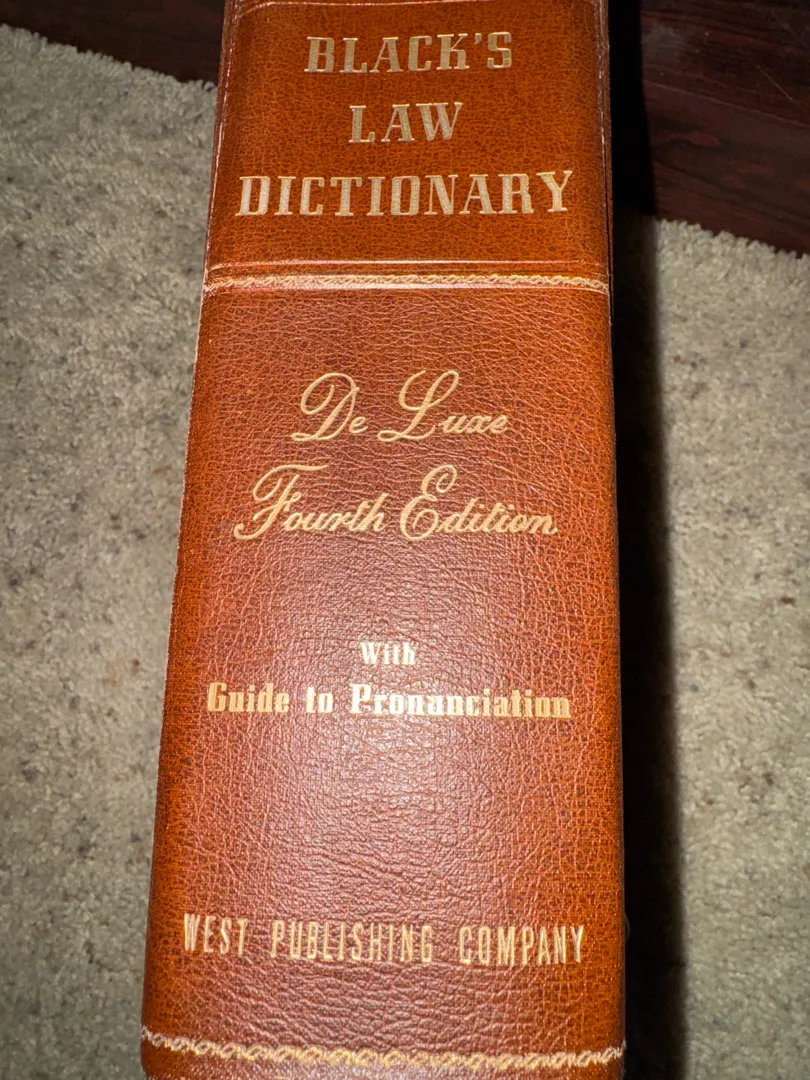 BLACK'S
LAW
DICTIONARY
De Luxe
Fourth Edition
With
Guide to Pronunciation
WEST PUBLISHING COMPANY